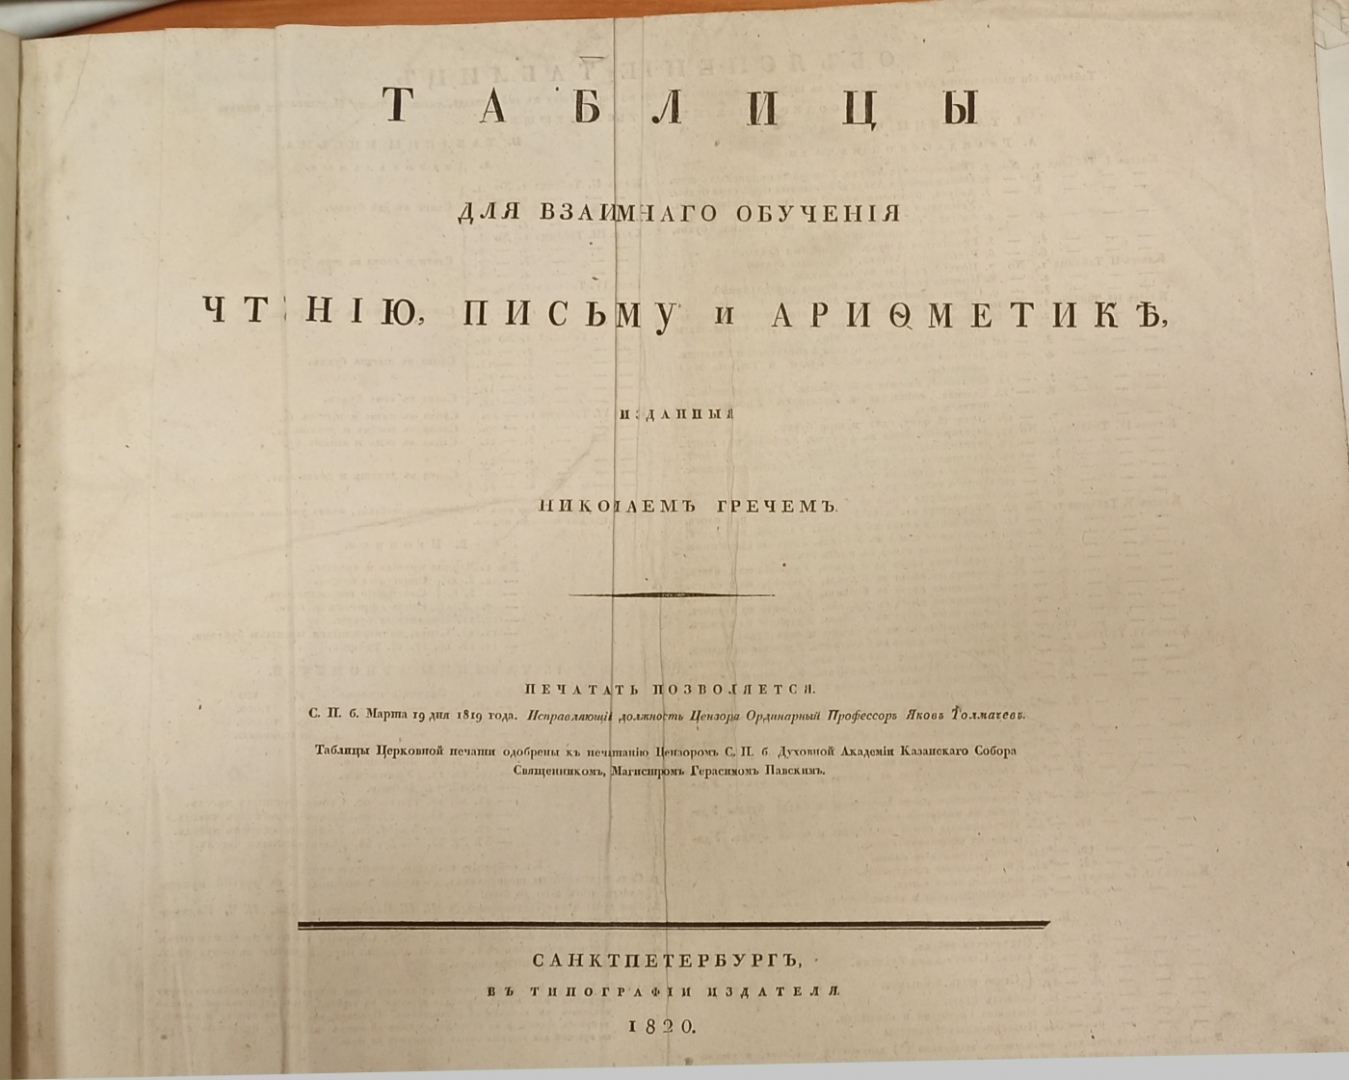 ТАБЛИЦЫ
ДЛЯ ВЗАИМНАГО ОБУЧЕНІЯ
ЧТЕНІЮ, ПИСЬМУ И АРИѲМЕТИКѢ,
ИЗДАННЫЯ
НИКОЛАЕМЪ ГРЕЧЕМЪ.
ПЕЧАТАТЬ ПОЗВОЛЯЕТСЯ.
С. П. б. Марта 19 дня 1819 года. Исправляющій должность Цензора Ординарный Профессоръ Яковъ Толмачевъ.
Таблицы Церковной печати одобрены къ печатанію Цензоромъ С. П. б. Духовной Академіи Казанскаго Собора
Священникомъ, Магистромъ Герасимомъ Павскимъ.
САНКТПЕТЕРБУРГЪ,
ВЪ ТИПОГРАФІИ ИЗДАТЕЛЯ.
1820.